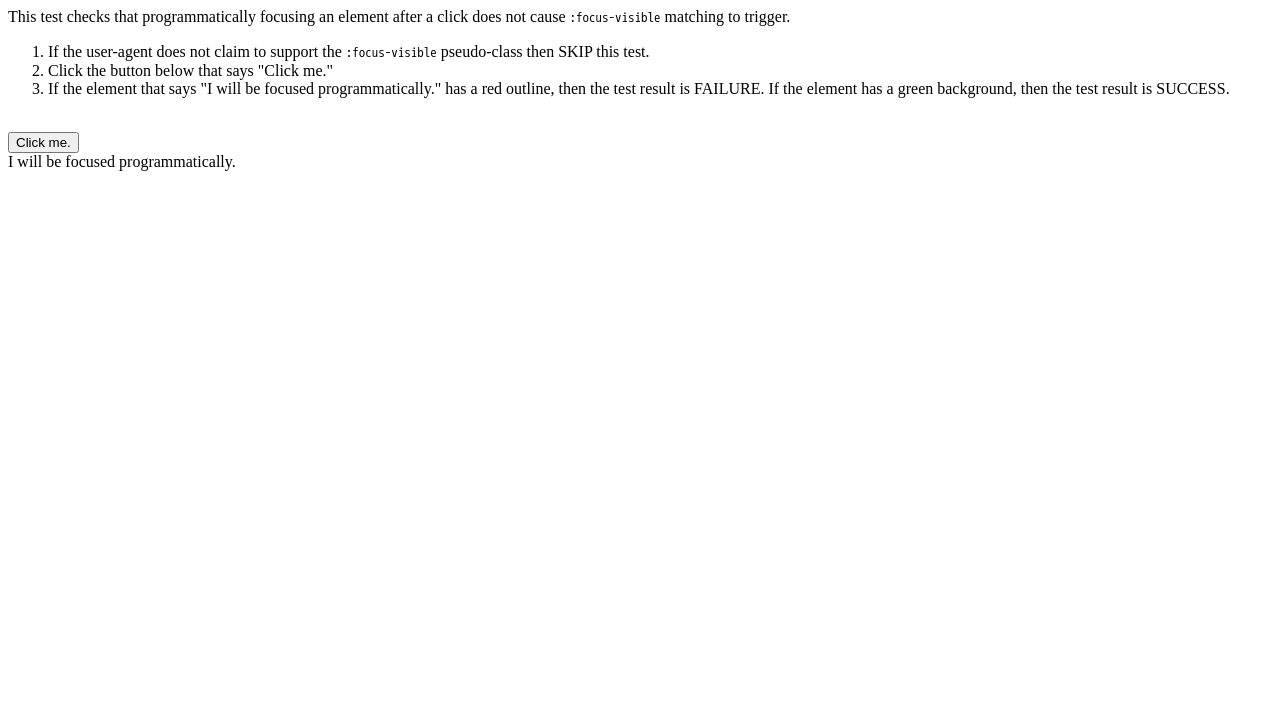 This test checks that programmatically focusing an element after a click does not cause :focus-visible matching to trigger.
1. If the user-agent does not claim to support the :focus-visible pseudo-class then SKIP this test.
2. Click the button below that says "Click me."
3. If the element that says "I will be focused programmatically." has a red outline, then the test result is FAILURE. If the element has a green background, then the test result is SUCCESS.
Click me.
I will be focused programmatically.